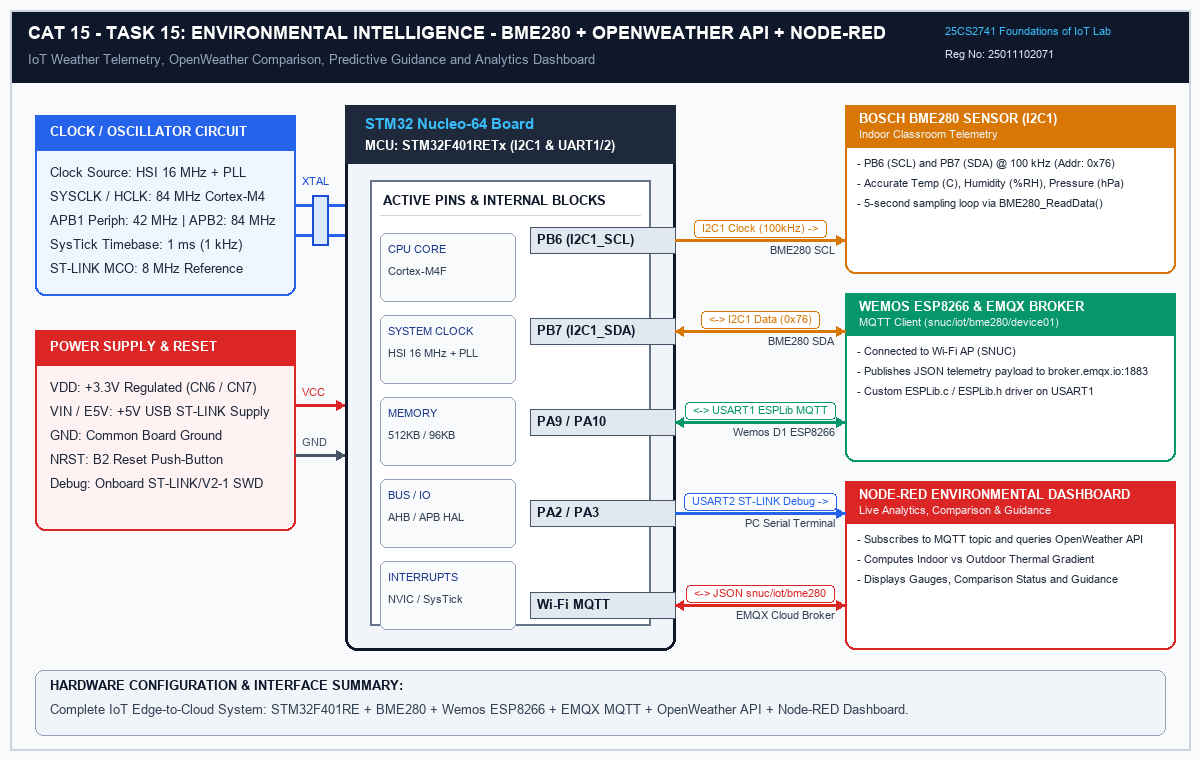 CAT 15 - TASK 15: ENVIRONMENTAL INTELLIGENCE - BME280 + OPENWEATHER API + NODE-RED
IoT Weather Telemetry, OpenWeather Comparison, Predictive Guidance and Analytics Dashboard
25CS2741 Foundations of IoT Lab
Reg No: 25011102071
CLOCK / OSCILLATOR CIRCUIT
Clock Source: HSI 16 MHz + PLL
SYSCLK / HCLK: 84 MHz Cortex-M4
APB1 Periph: 42 MHz | APB2: 84 MHz
SysTick Timebase: 1 ms (1 kHz)
ST-LINK MCO: 8 MHz Reference
XTAL
POWER SUPPLY & RESET
VDD: +3.3V Regulated (CN6 / CN7)
VIN / E5V: +5V USB ST-LINK Supply
GND: Common Board Ground
NRST: B2 Reset Push-Button
Debug: Onboard ST-LINK/V2-1 SWD
VCC
GND
STM32 Nucleo-64 Board
MCU: STM32F401RETx (I2C1 & UART1/2)
ACTIVE PINS & INTERNAL BLOCKS
CPU CORE
Cortex-M4F
SYSTEM CLOCK
HSI 16 MHz + PLL
MEMORY
512KB / 96KB
BUS / IO
AHB / APB HAL
INTERRUPTS
NVIC / SysTick
PB6 (I2C1_SCL)
PB7 (I2C1_SDA)
PA9 / PA10
PA2 / PA3
Wi-Fi MQTT
I2C1 Clock (100kHz) ->
BME280 SCL
<-> I2C1 Data (0x76)
BME280 SDA
<-> USART1 ESPLib MQTT
Wemos D1 ESP8266
USART2 ST-LINK Debug ->
PC Serial Terminal
<-> JSON snuc/iot/bme280
EMQX Cloud Broker
BOSCH BME280 SENSOR (I2C1)
Indoor Classroom Telemetry
- PB6 (SCL) and PB7 (SDA) @ 100 kHz (Addr: 0x76)
- Accurate Temp (C), Humidity (%rH), Pressure (hPa)
- 5-second sampling loop via BME280_ReadData()
WEMOS ESP8266 & EMQX BROKER
MQTT Client (snuc/iot/bme280/device01)
- Connected to Wi-Fi AP (SNUC)
- Publishes JSON telemetry payload to broker.emqx.io:1883
- Custom ESPLib.c / ESPLib.h driver on USART1
NODE-RED ENVIRONMENTAL DASHBOARD
Live Analytics, Comparison & Guidance
- Subscribes to MQTT topic and queries OpenWeather API
- Computes Indoor vs Outdoor Thermal Gradient
- Displays Gauges, Comparison Status and Guidance
HARDWARE CONFIGURATION & INTERFACE SUMMARY:
Complete IoT Edge-to-Cloud System: STM32F401RE + BME280 + Wemos ESP8266 + EMQX MQTT + OpenWeather API + Node-RED Dashboard.